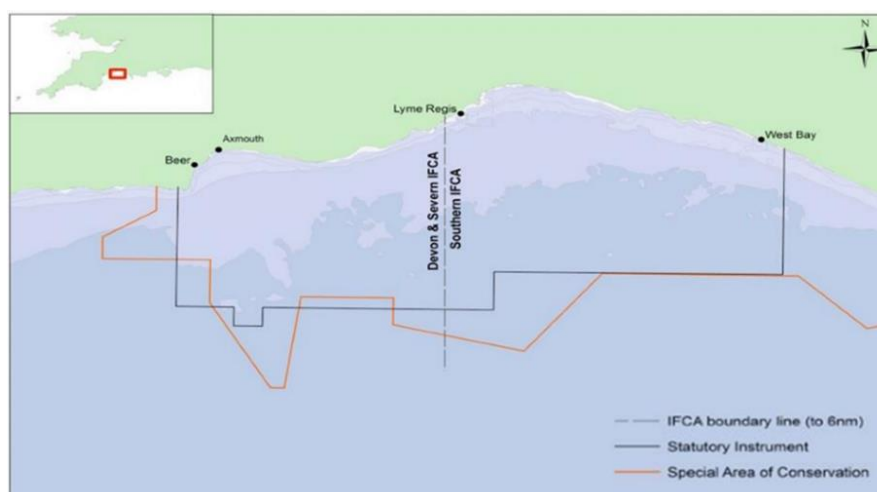 N
Lyme Regis
Axmouth
Beer
West Bay
Devon & Severn IFCA
Southern IFCA
IFCA boundary line (to 6nm)
Statutory Instrument
Special Area of Conservation